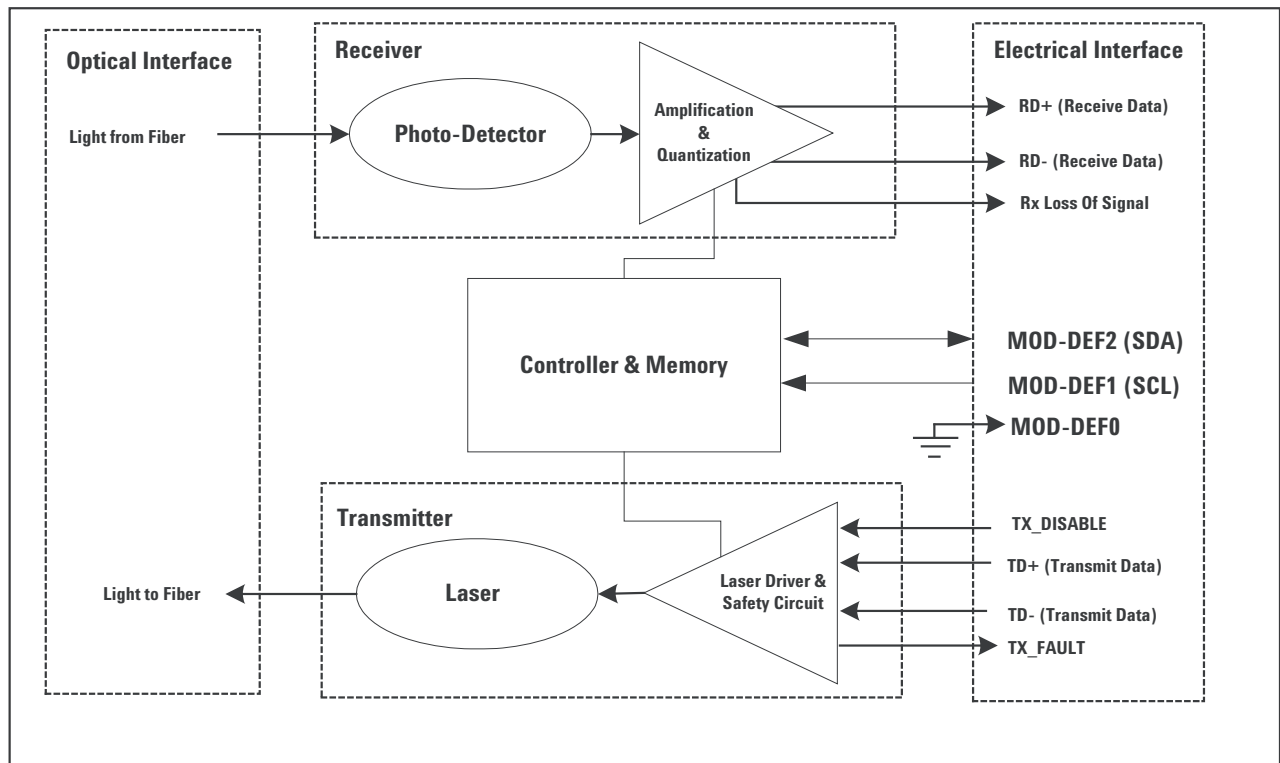 Optical Interface
Receiver
Electrical Interface
Light from Fiber
Photo-Detector
Amplification
&
Quantization
RD+ (Receive Data)
RD- (Receive Data)
Rx Loss Of Signal
Controller & Memory
MOD-DEF2 (SDA)
MOD-DEF1 (SCL)
MOD-DEF0
Transmitter
Light to Fiber
Laser
Laser Driver &
Safety Circuit
TX_DISABLE
TD+ (Transmit Data)
TD- (Transmit Data)
TX_FAULT